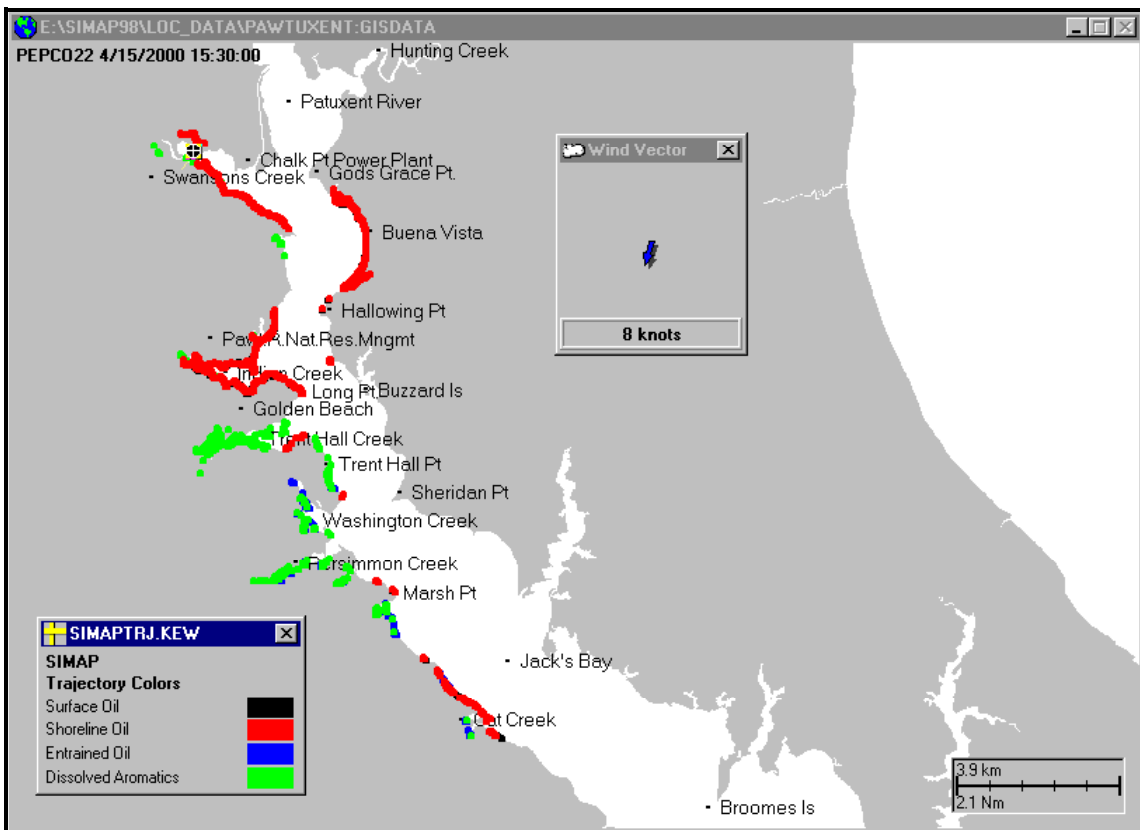 E:\SIMAP98\LOC_DATA\PAWTUXENT:GISDATA
PEPCO22 4/15/2000 15:30:00
Hunting Creek
Patuxent River
Chalk Pt Power Plant
Gods Grace Pt.
Swansons Creek
Buena Vista
Hallowing Pt
Pawt.R.Nat.Res.Mngmt
Indian Creek
Long Pt.
Buzzard Is
Golden Beach
Trent Hall Creek
Trent Hall Pt
Sheridan Pt
Washington Creek
Persimmon Creek
Marsh Pt
Jack's Bay
Cat Creek
Broomes Is
Wind Vector
8 knots
SIMAPTRJ.KEW
SIMAP
Trajectory Colors
Surface Oil
Shoreline Oil
Entrained Oil
Dissolved Aromatics
3.9 km
2.1 Nm